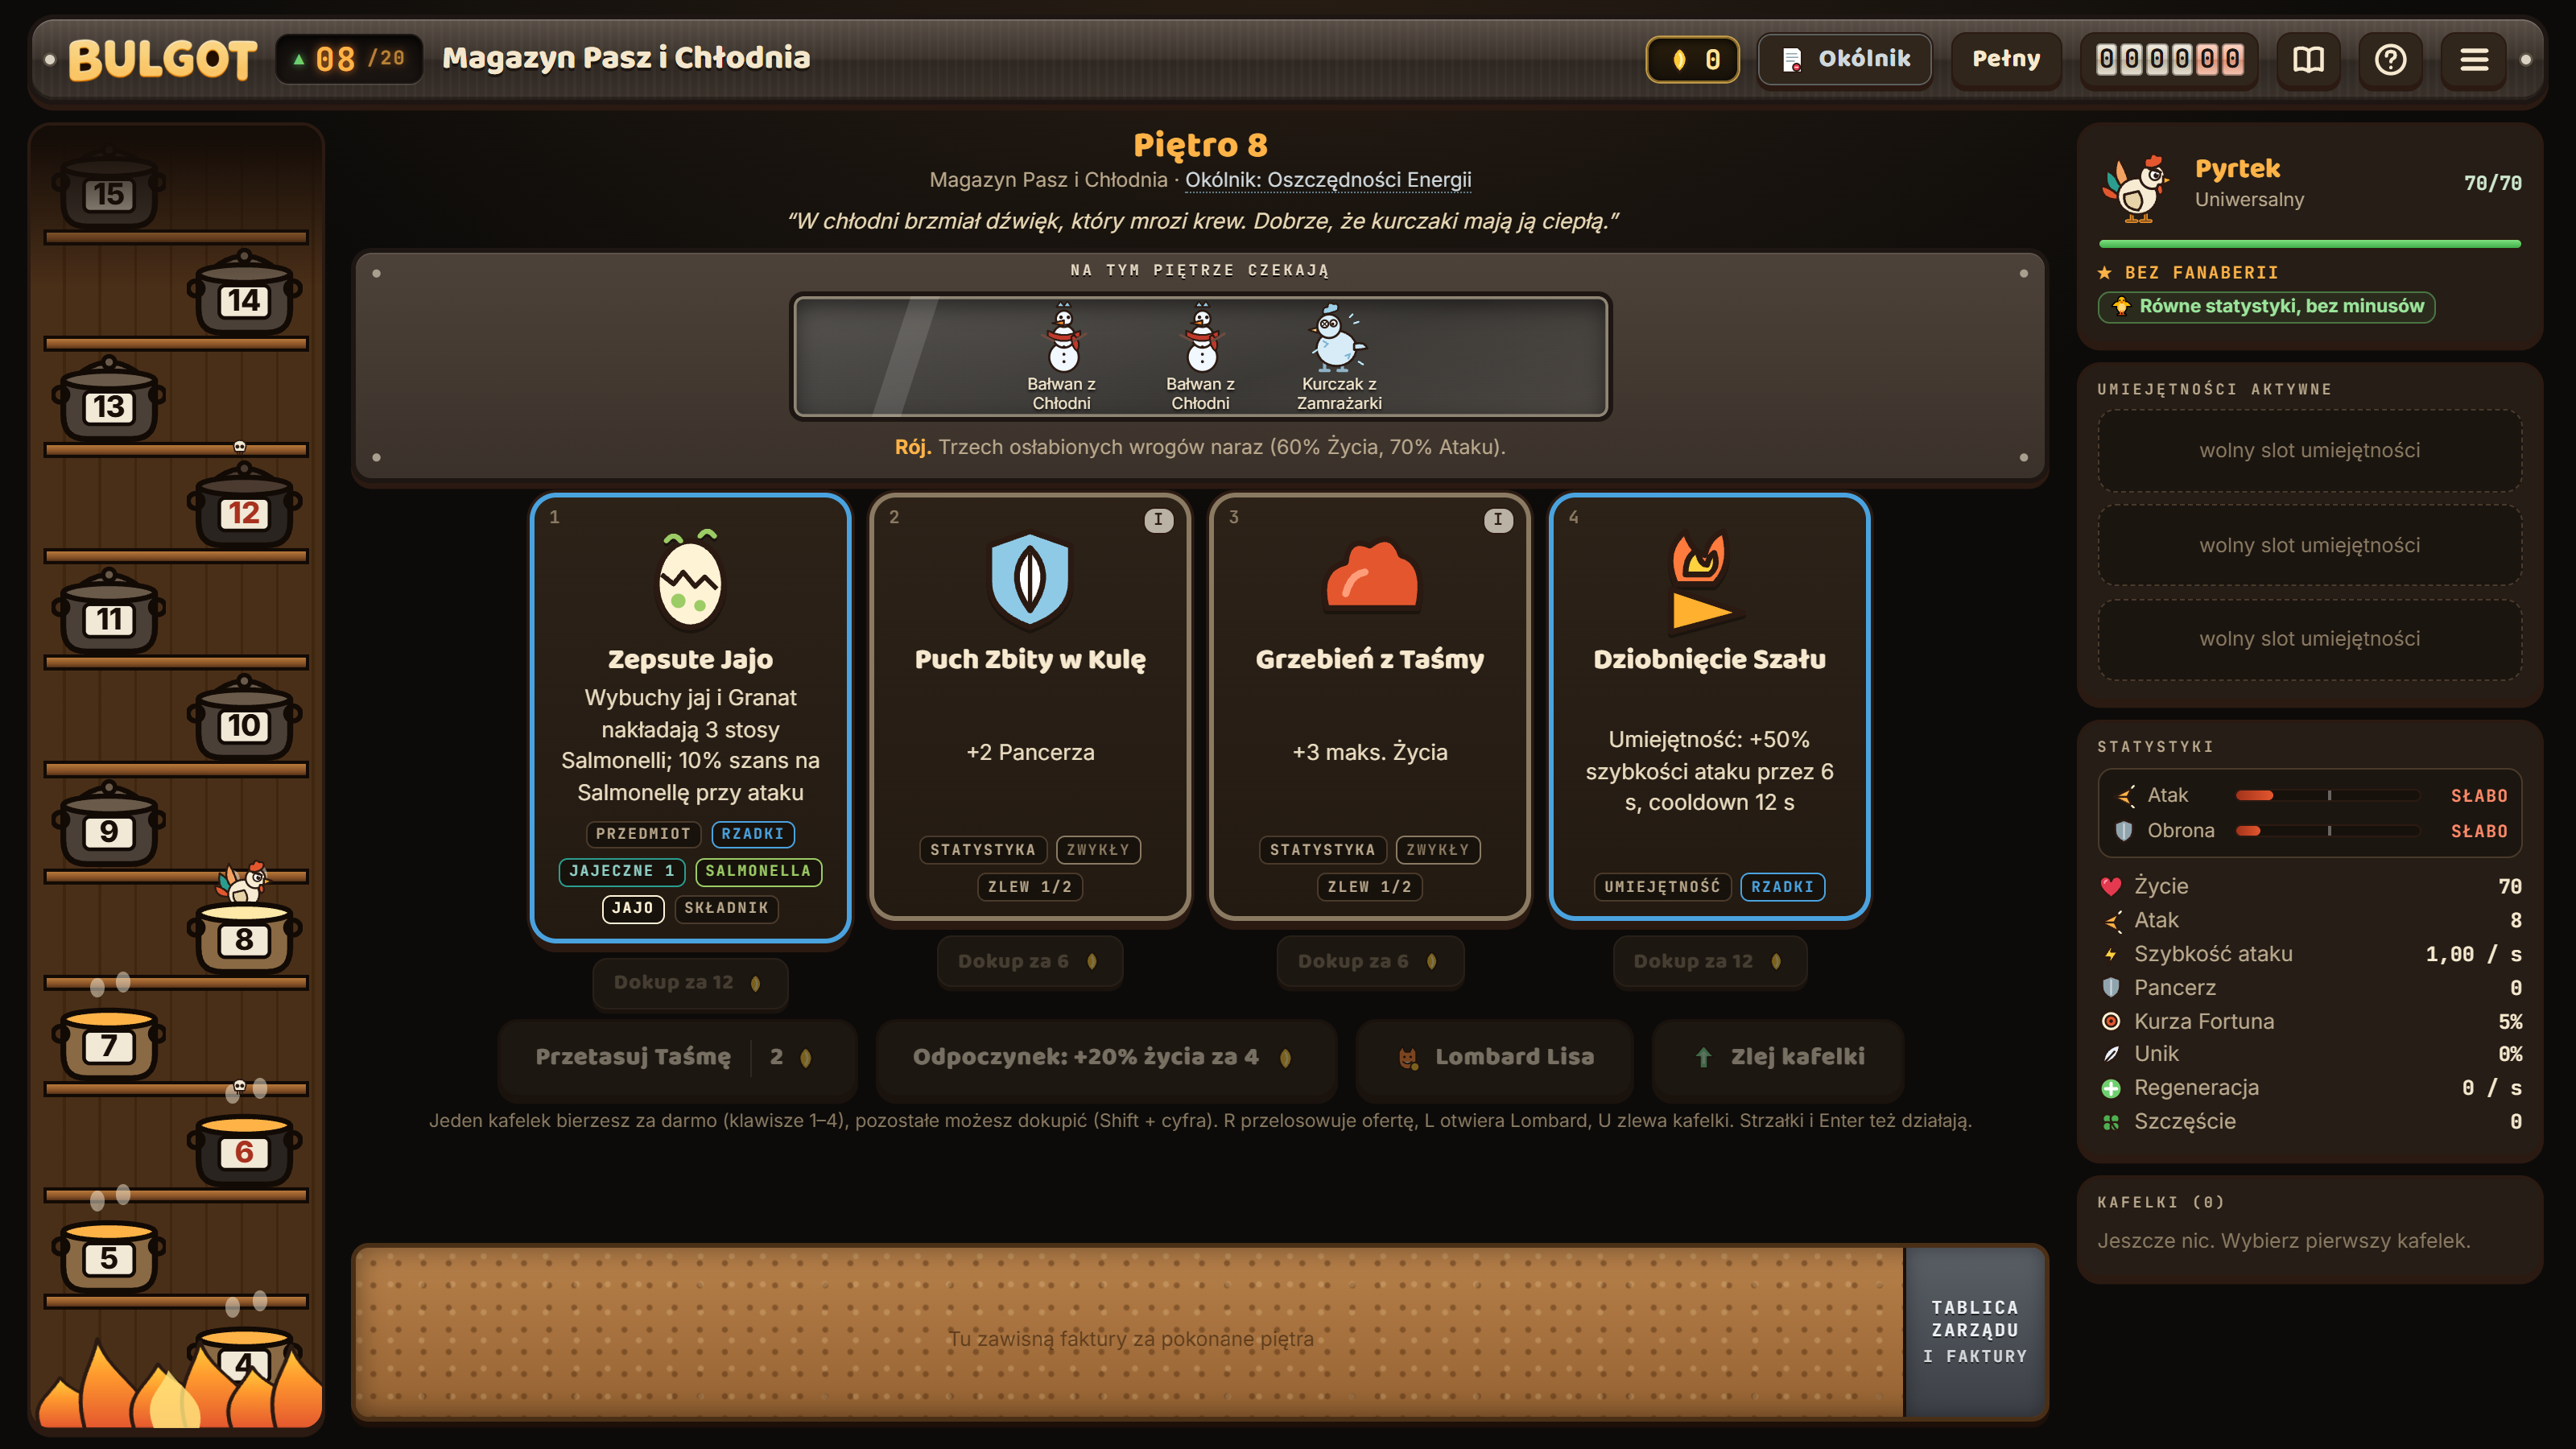 BULGOT
08 /20
Magazyn Pasz i Chłodnia
0
Okólnik
Pełny
000000
15
14
13
12
11
10
9
8
7
6
5
4
Piętro 8
Magazyn Pasz i Chłodnia · Okólnik: Oszczędności Energii
“W chłodni brzmiał dźwięk, który mrozi krew. Dobrze, że kurczaki mają ją ciepłą.”
NA TYM PIĘTRZE CZEKAJĄ
Bałwan z
Chłodni
Bałwan z
Chłodni
Kurczak z
Zamrażarki
Rój. Trzech osłabionych wrogów naraz (60% Życia, 70% Ataku).
1
Zepsute Jajo
Wybuchy jaj i Granat
nakładają 3 stosy
Salmonelli; 10% szans na
Salmonellę przy ataku
PRZEDMIOT
RZADKI
JAJECZNE 1
SALMONELLA
JAJO
SKŁADNIK
Dokup za 12
2
I
Puch Zbity w Kulę
+2 Pancerza
STATYSTYKA
ZWYKŁY
ZLEW 1/2
Dokup za 6
3
I
Grzebień z Taśmy
+3 maks. Życia
STATYSTYKA
ZWYKŁY
ZLEW 1/2
Dokup za 6
4
Dziobnięcie Szału
Umiejętność: +50%
szybkości ataku przez 6
s, cooldown 12 s
UMIEJĘTNOŚĆ
RZADKI
Dokup za 12
Przetasuj Taśmę 2
Odpoczynek: +20% życia za 4
Lombard Lisa
Zlej kafelki
Jeden kafelek bierzesz za darmo (klawisze 1–4), pozostałe możesz dokupić (Shift + cyfra). R przelosowuje ofertę, L otwiera Lombard, U zlewa kafelki. Strzałki i Enter też działają.
Tu zawisną faktury za pokonane piętra
TABLICA
ZARZĄDU
I FAKTURY
Pyrtek
Uniwersalny
70/70
★ BEZ FANABERII
Równe statystyki, bez minusów
UMIEJĘTNOŚCI AKTYWNE
wolny slot umiejętności
wolny slot umiejętności
wolny slot umiejętności
STATYSTYKI
Atak SŁABO
Obrona SŁABO
Życie 70
Atak 8
Szybkość ataku 1,00 / s
Pancerz 0
Kurza Fortuna 5%
Unik 0%
Regeneracja 0 / s
Szczęście 0
KAFELKI (0)
Jeszcze nic. Wybierz pierwszy kafelek.